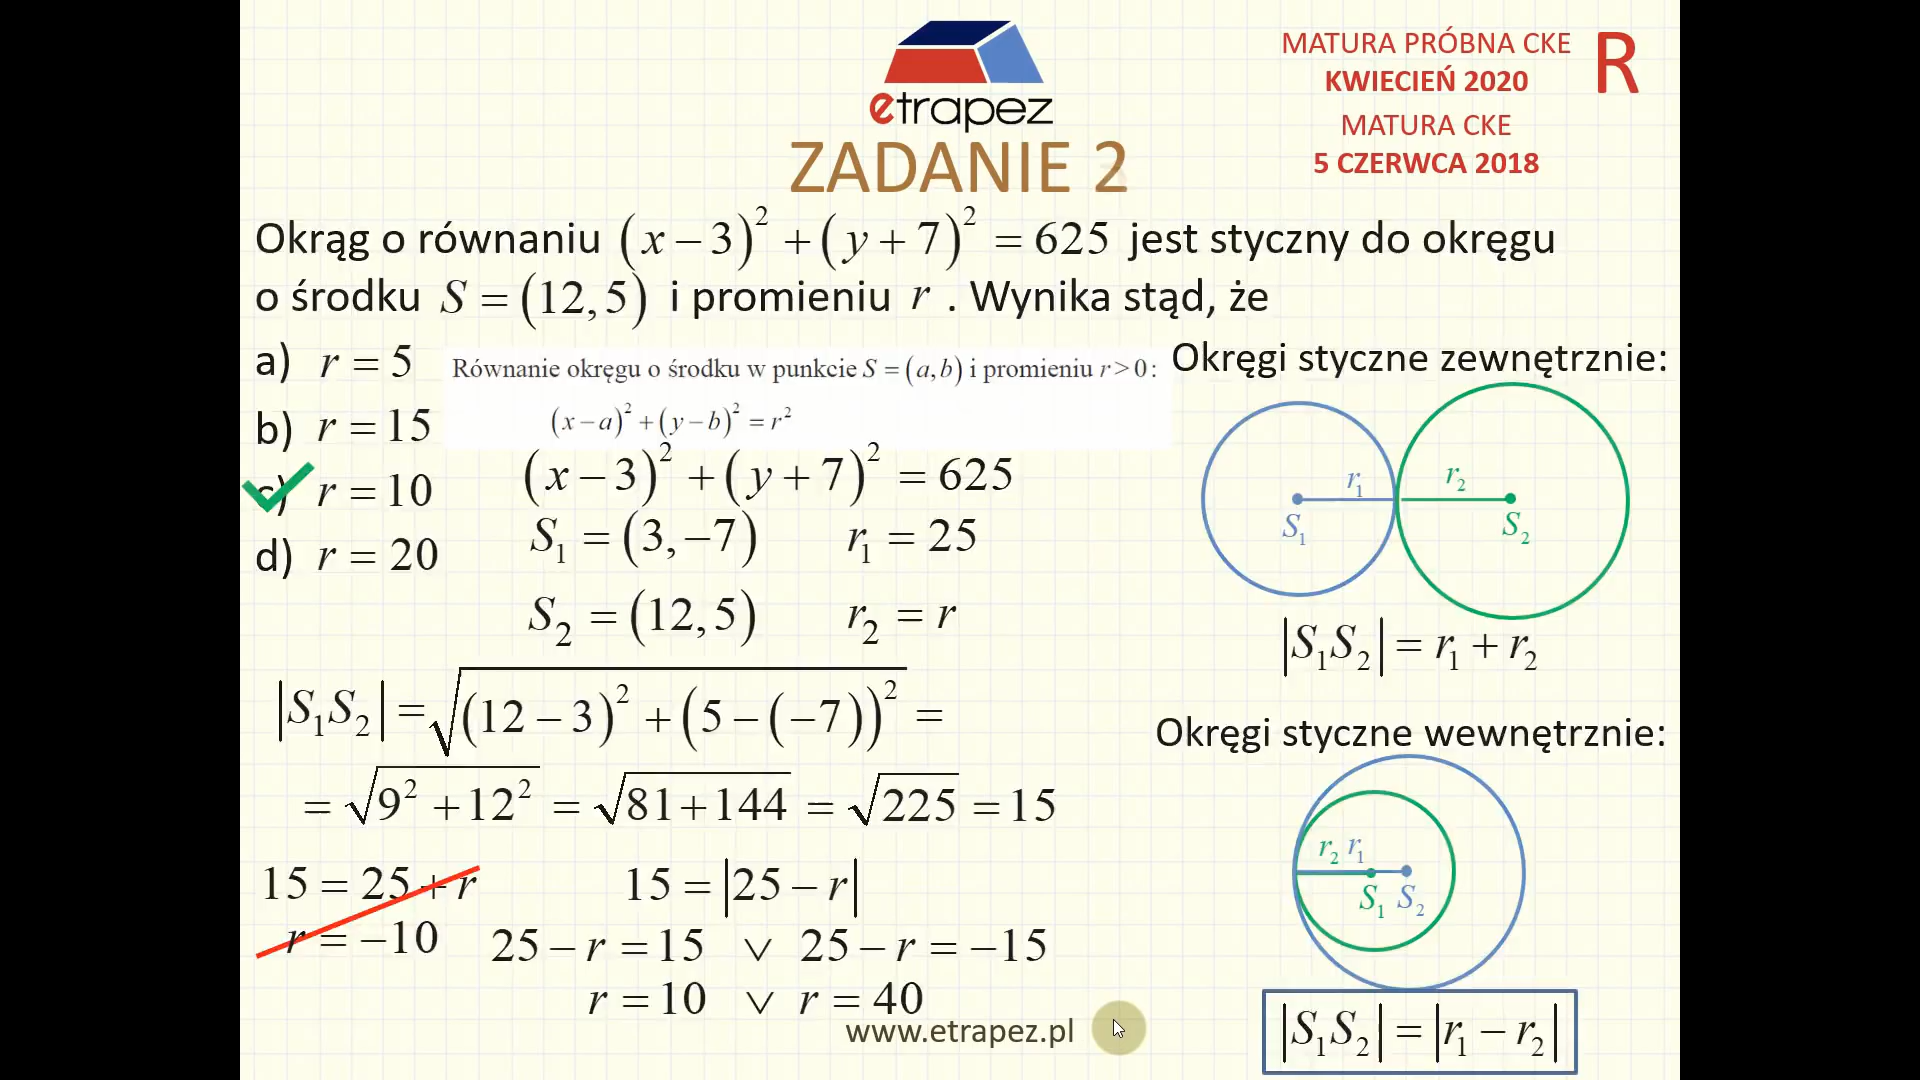 etrapez
MATURA PRÓBNA CKE
KWIECIEŃ 2020
R
MATURA CKE
5 CZERWCA 2018
ZADANIE 2
Okrąg o równaniu (x−3)² + (y+7)² = 625 jest styczny do okręgu
o środku S = (12,5) i promieniu r . Wynika stąd, że
a) r = 5
b) r = 15
c) r = 10
d) r = 20
Równanie okręgu o środku w punkcie S = (a,b) i promieniu r > 0:
(x−a)² + (y−b)² = r²
(x−3)² + (y+7)² = 625
S₁ = (3,−7) r₁ = 25
S₂ = (12,5) r₂ = r
|S₁S₂| = √((12−3)² + (5−(−7))²) =
= √(9² + 12²) = √(81+144) = √225 = 15
15 = 25 + r
r = −10
15 = |25 − r|
25 − r = 15 ∨ 25 − r = −15
r = 10 ∨ r = 40
Okręgi styczne zewnętrznie:
r₁ r₂
S₁ S₂
|S₁S₂| = r₁ + r₂
Okręgi styczne wewnętrznie:
r₂ r₁
S₁ S₂
|S₁S₂| = |r₁ − r₂|
www.etrapez.pl